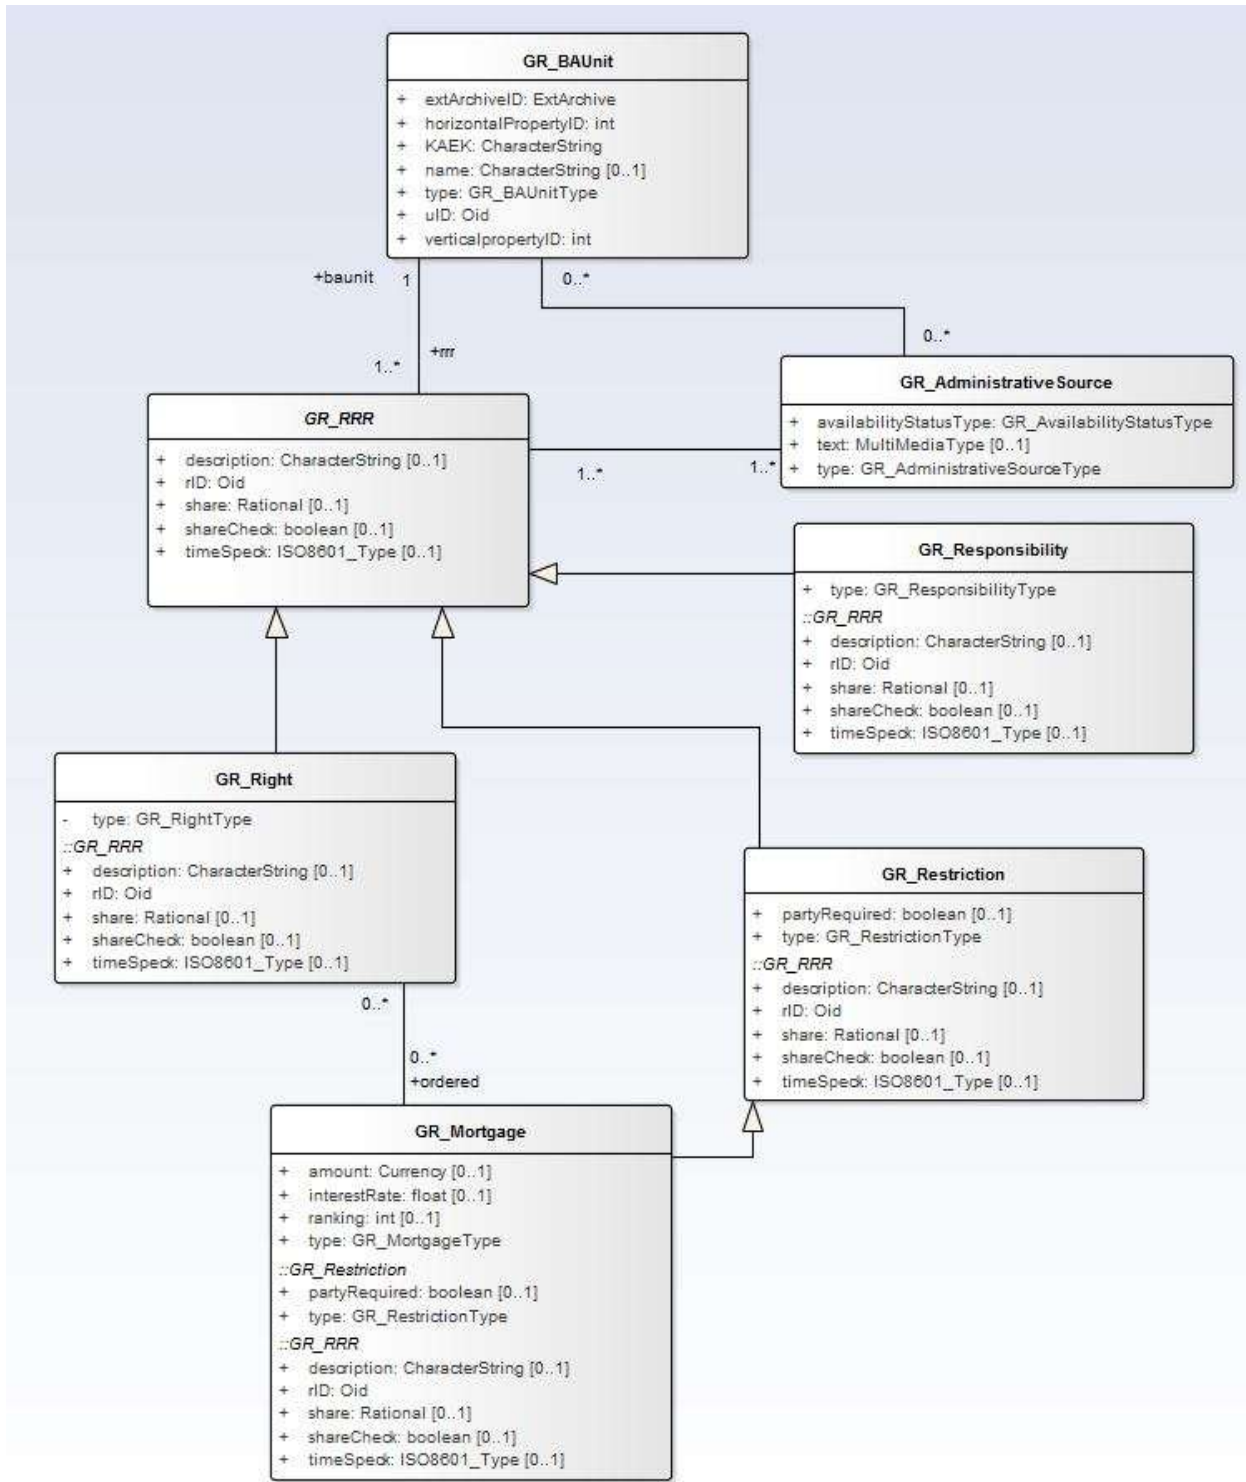 GR_BAUnit
+ extArchiveID: ExtArchive
+ horizontalPropertyID: int
+ KAEK: CharacterString
+ name: CharacterString [0..1]
+ type: GR_BAUnitType
+ uID: Oid
+ verticalpropertyID: int
+baunit 1
0..*
+rrr
1..*
0..*
GR_AdministrativeSource
+ availabilityStatusType: GR_AvailabilityStatusType
+ text: MultiMediaType [0..1]
+ type: GR_AdministrativeSourceType
GR_RRR
+ description: CharacterString [0..1]
+ rID: Oid
+ share: Rational [0..1]
+ shareCheck: boolean [0..1]
+ timeSpeck: ISO8601_Type [0..1]
1..* 1..*
GR_Responsibility
+ type: GR_ResponsibilityType
::GR_RRR
+ description: CharacterString [0..1]
+ rID: Oid
+ share: Rational [0..1]
+ shareCheck: boolean [0..1]
+ timeSpeck: ISO8601_Type [0..1]
GR_Right
- type: GR_RightType
::GR_RRR
+ description: CharacterString [0..1]
+ rID: Oid
+ share: Rational [0..1]
+ shareCheck: boolean [0..1]
+ timeSpeck: ISO8601_Type [0..1]
GR_Restriction
+ partyRequired: boolean [0..1]
+ type: GR_RestrictionType
::GR_RRR
+ description: CharacterString [0..1]
+ rID: Oid
+ share: Rational [0..1]
+ shareCheck: boolean [0..1]
+ timeSpeck: ISO8601_Type [0..1]
0..*
0..*
+ordered
GR_Mortgage
+ amount: Currency [0..1]
+ interestRate: float [0..1]
+ ranking: int [0..1]
+ type: GR_MortgageType
::GR_Restriction
+ partyRequired: boolean [0..1]
+ type: GR_RestrictionType
::GR_RRR
+ description: CharacterString [0..1]
+ rID: Oid
+ share: Rational [0..1]
+ shareCheck: boolean [0..1]
+ timeSpeck: ISO8601_Type [0..1]